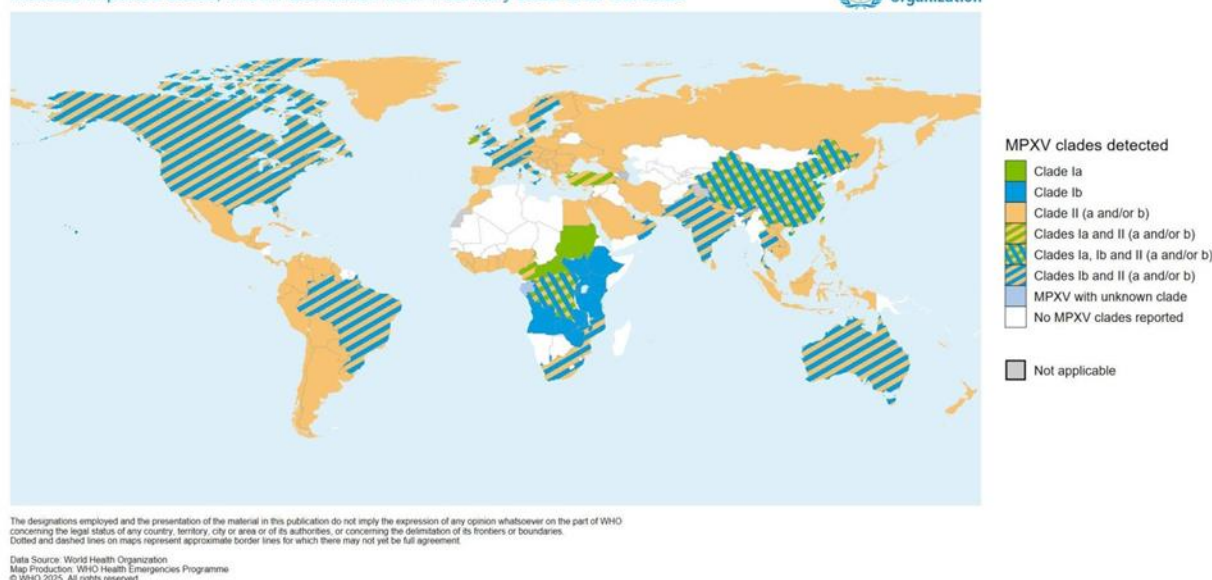 Organization
MPXV clades detected
Clade Ia
Clade Ib
Clade II (a and/or b)
Clades Ia and II (a and/or b)
Clades Ia, Ib and II (a and/or b)
Clades Ib and II (a and/or b)
MPXV with unknown clade
No MPXV clades reported
Not applicable
The designations employed and the presentation of the material in this publication do not imply the expression of any opinion whatsoever on the part of WHO
concerning the legal status of any country, territory, city or area or of its authorities, or concerning the delimitation of its frontiers or boundaries.
Dotted and dashed lines on maps represent approximate border lines for which there may not yet be full agreement.
Data Source: World Health Organization
Map Production: WHO Health Emergencies Programme
© WHO 2025. All rights reserved.